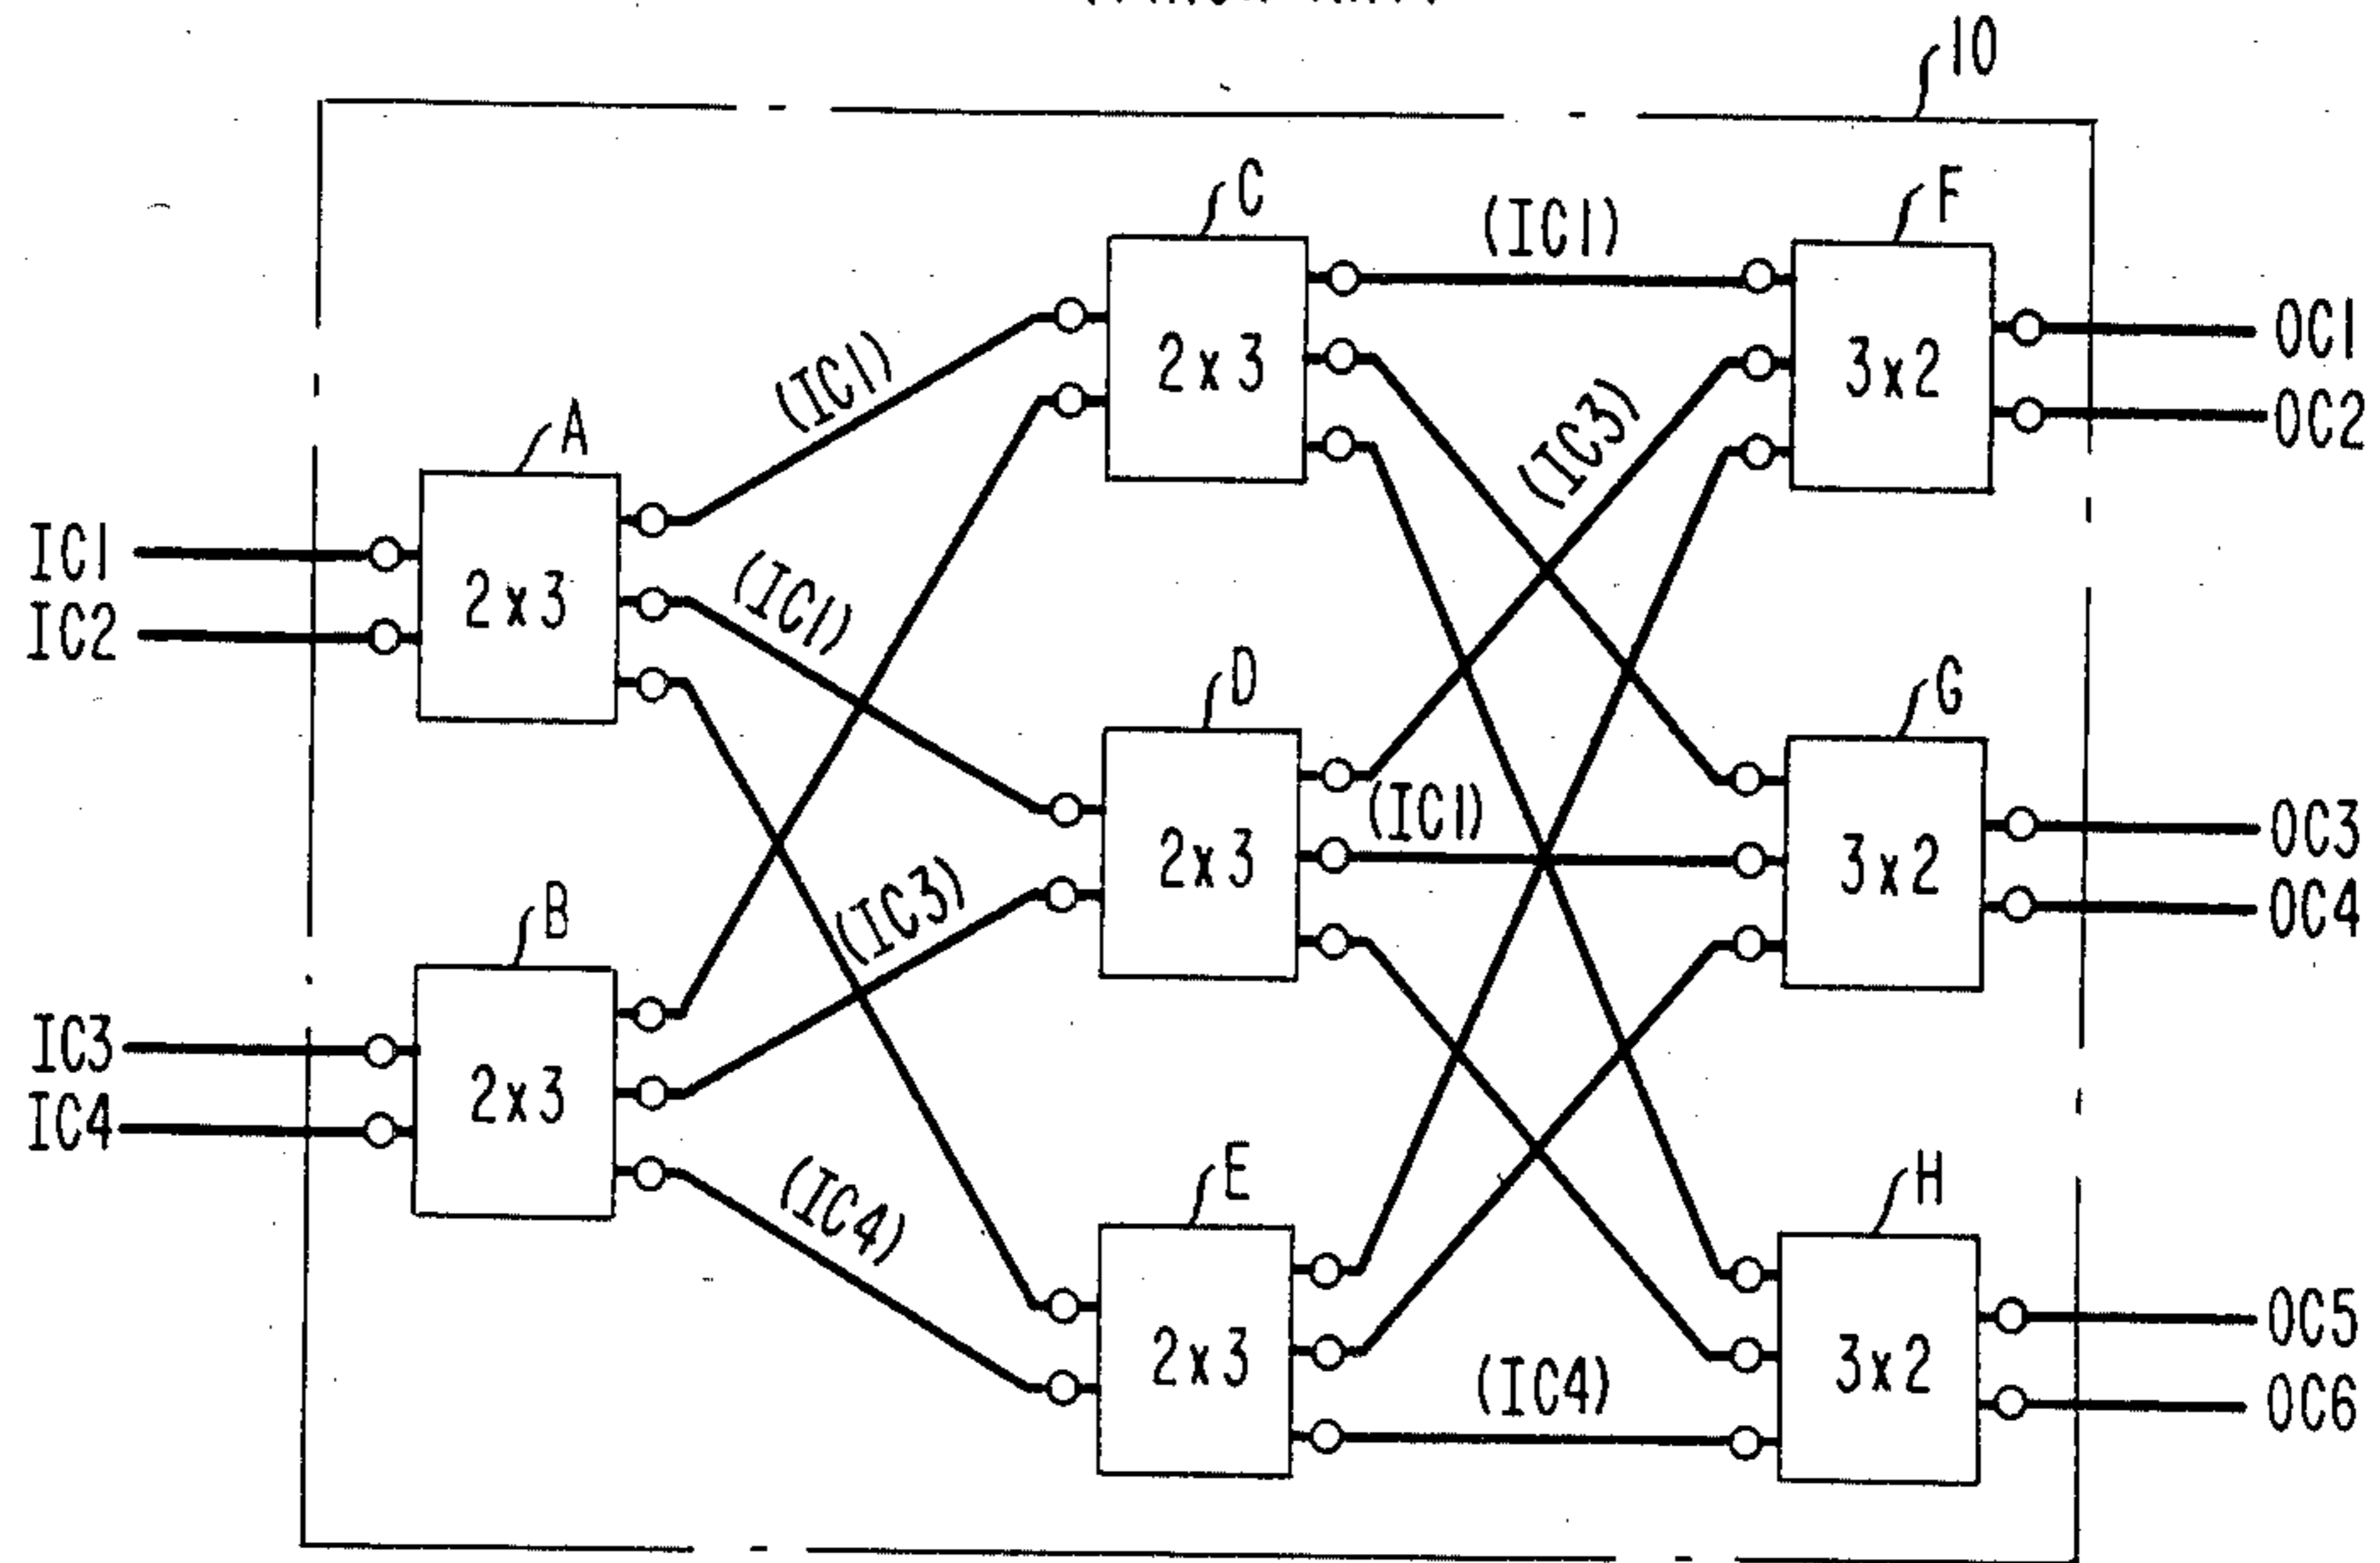 10
C
(IC1)
F
2x3
3x2
OC1
OC2
(IC1)
(IC3)
A
IC1
IC2
2x3
(IC1)
D
G
(IC1)
2x3
3x2
OC3
OC4
(IC3)
B
IC3
IC4
2x3
(IC4)
E
H
2x3
(IC4)
3x2
OC5
OC6